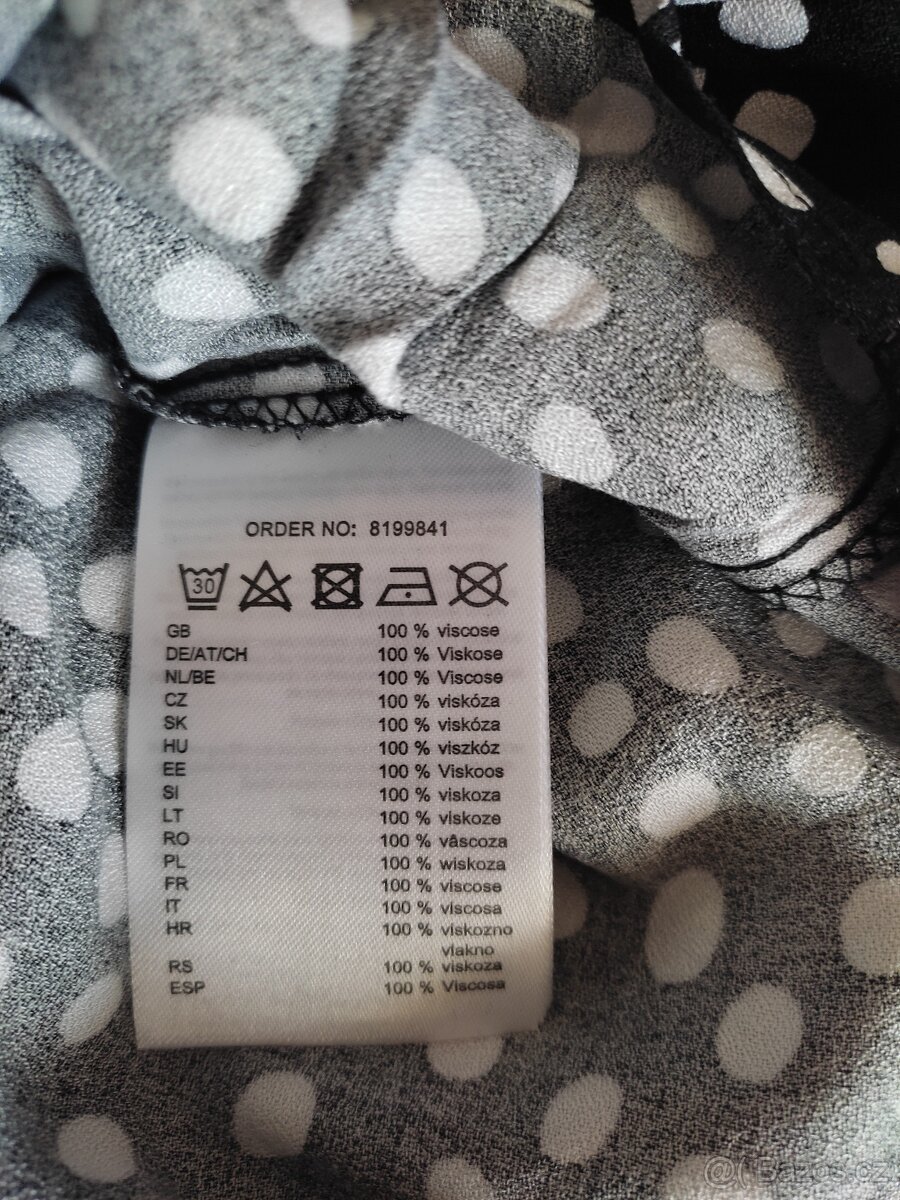 ORDER NO: 8199841
30
GB 100 % viscose
DE/AT/CH 100 % Viskose
NL/BE 100 % Viscose
CZ 100 % viskóza
SK 100 % viskóza
HU 100 % viszkóz
EE 100 % Viskoos
SI 100 % viskoza
LT 100 % viskoze
RO 100 % vâscoza
PL 100 % wiskoza
FR 100 % viscose
IT 100 % viscosa
HR 100 % viskozno
vlakno
RS 100 % viskoza
ESP 100 % Viscosa
Bazos.cz